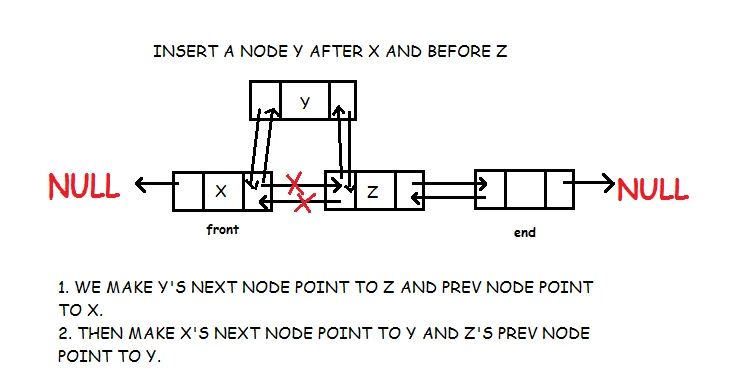 INSERT A NODE Y AFTER X AND BEFORE Z
Y
NULL
X
Z
NULL
front
end
1. WE MAKE Y'S NEXT NODE POINT TO Z AND PREV NODE POINT
TO X.
2. THEN MAKE X'S NEXT NODE POINT TO Y AND Z'S PREV NODE
POINT TO Y.